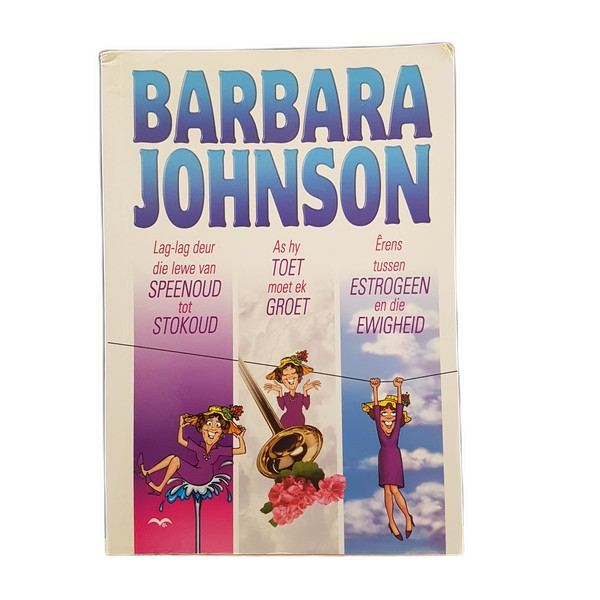 BARBARA
JOHNSON
Lag-lag deur
die lewe van
SPEENOUD
tot
STOKOUD
As hy
TOET
moet ek
GROET
Êrens
tussen
ESTROGEEN
en die
EWIGHEID